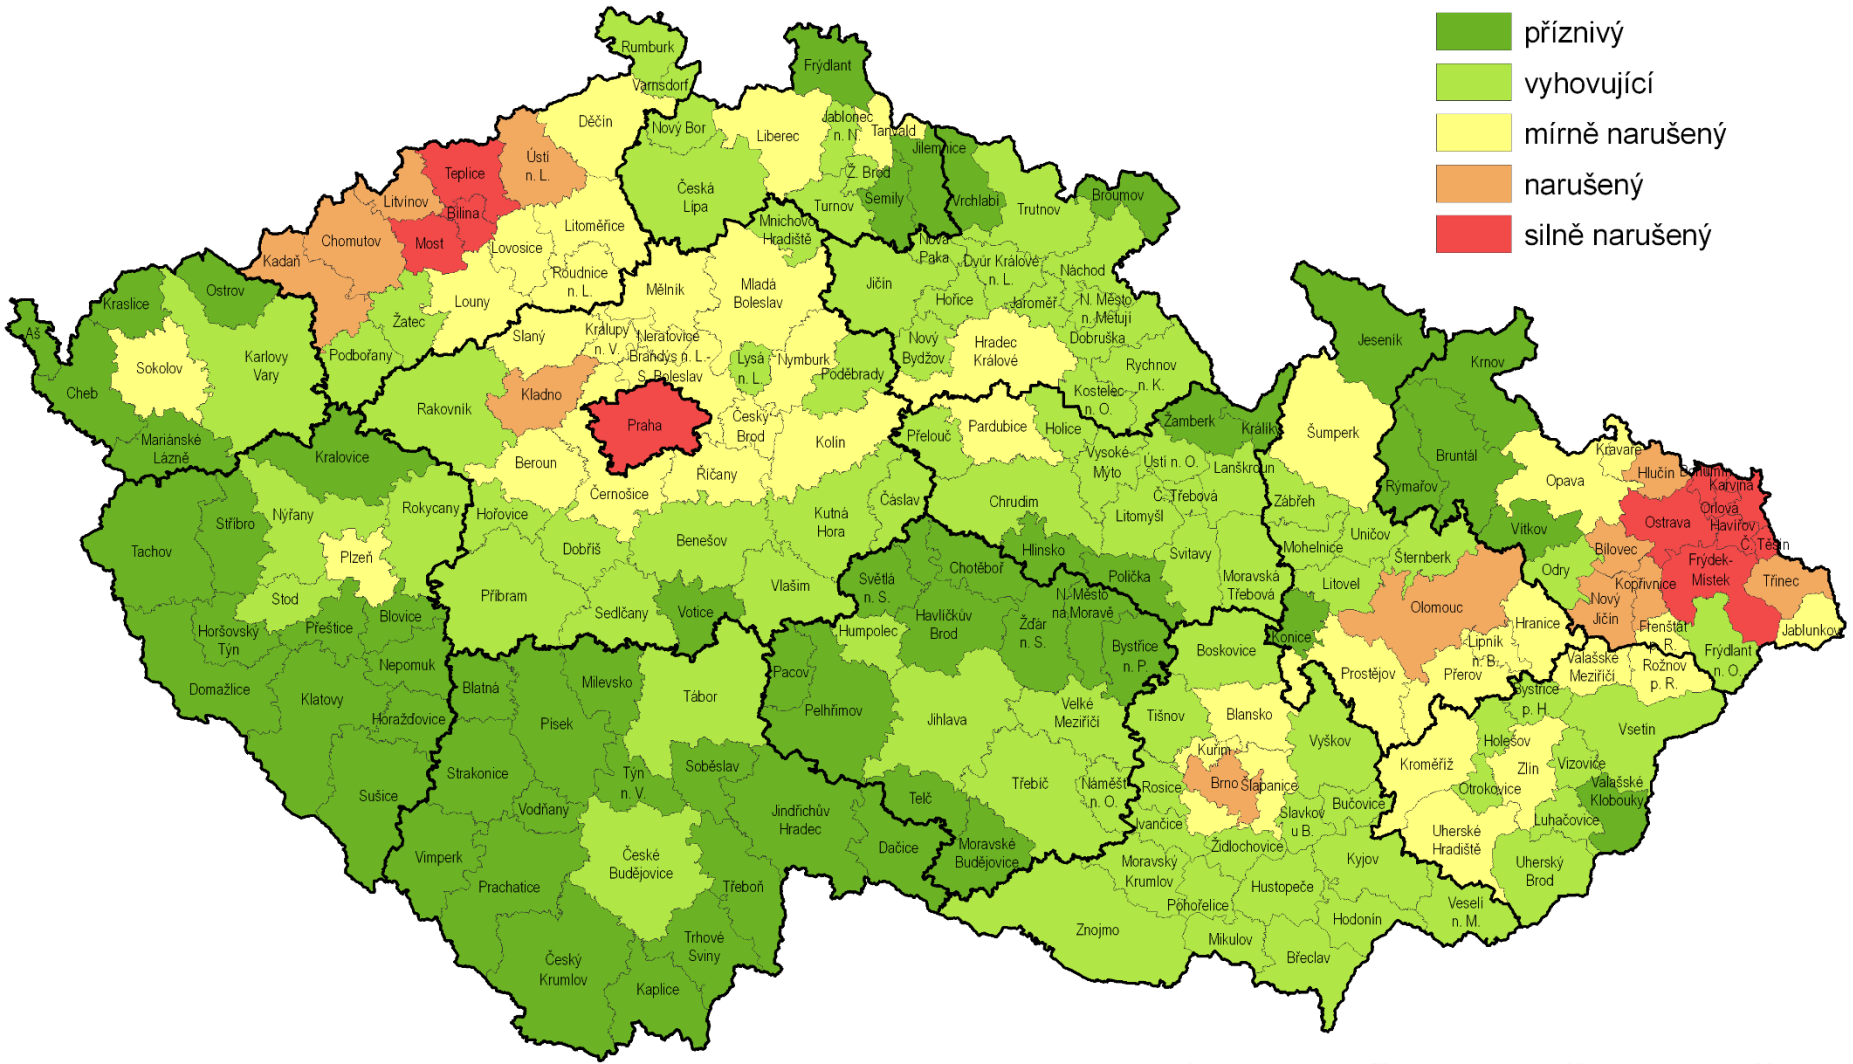 příznivý
vyhovující
mírně narušený
narušený
silně narušený
Rumburk
Varnsdorf
Frýdlant
Děčín
Nový Bor
Liberec
Jablonec
n. N.
Tanvald
Jilemnice
Ústí
n. L.
Teplice
Litvínov
Bílina
Most
Chomutov
Kadaň
Česká
Lípa
Ž. Brod
Semily
Turnov
Vrchlabí
Trutnov
Broumov
Litoměřice
Lovosice
Roudnice
n. L.
Louny
Žatec
Podbořany
Mnichovo
Hradiště
Nová
Paka
Dvůr Králové
n. L.
Náchod
Jičín
Hořice
Jaroměř
N. Město
n. Metují
Dobruška
Mělník
Mladá
Boleslav
Kraslice
Ostrov
Aš
Cheb
Sokolov
Karlovy
Vary
Mariánské
Lázně
Slaný
Kralupy
n. V.
Neratovice
Brandýs n. L.-
S. Boleslav
Lysá
n. L.
Nymburk
Poděbrady
Nový
Bydžov
Hradec
Králové
Rychnov
n. K.
Kostelec
n. O.
Rakovník
Kladno
Praha
Český
Brod
Kolín
Beroun
Černošice
Říčany
Přelouč
Pardubice
Holice
Žamberk
Králíky
Vysoké
Mýto
Ústí n. O.
Lanškroun
Č. Třebová
Litomyšl
Chrudim
Svitavy
Moravská
Třebová
Hlinsko
Polička
Jeseník
Krnov
Šumperk
Bruntál
Rýmařov
Opava
Kravaře
Hlučín
Bohumín
Karviná
Orlová
Havířov
Ostrava
Č. Těšín
Vítkov
Bílovec
Odry
Kopřivnice
Nový
Jičín
Frýdek-
Místek
Třinec
Jablunkov
Frenštát
p. R.
Frýdlant
n. O.
Zábřeh
Mohelnice
Uničov
Šternberk
Litovel
Olomouc
Konice
Prostějov
Přerov
Lipník
n. B.
Hranice
Valašské
Meziříčí
Rožnov
p. R.
Kralovice
Tachov
Stříbro
Nýřany
Rokycany
Plzeň
Stod
Blovice
Přeštice
Horšovský
Týn
Nepomuk
Domažlice
Klatovy
Horažďovice
Sušice
Hořovice
Příbram
Dobříš
Benešov
Sedlčany
Votice
Vlašim
Kutná
Hora
Čáslav
Světlá
n. S.
Chotěboř
Havlíčkův
Brod
Humpolec
Žďár
n. S.
N. Město
na Moravě
Bystřice
n. P.
Pacov
Pelhřimov
Jihlava
Velké
Meziříčí
Třebíč
Náměšť
n. O.
Telč
Moravské
Budějovice
Blatná
Milevsko
Tábor
Písek
Strakonice
Týn
n. V.
Soběslav
Vodňany
Jindřichův
Hradec
Dačice
Vimperk
Prachatice
České
Budějovice
Třeboň
Trhové
Sviny
Český
Krumlov
Kaplice
Boskovice
Blansko
Tišnov
Kuřim
Brno
Šlapanice
Vyškov
Rosice
Ivančice
Slavkov
u B.
Bučovice
Židlochovice
Kyjov
Moravský
Krumlov
Hustopeče
Pohořelice
Hodonín
Veselí
n. M.
Znojmo
Mikulov
Břeclav
Bystřice
p. H.
Vsetín
Holešov
Kroměříž
Zlín
Vizovice
Otrokovice
Valašské
Klobouky
Luhačovice
Uherské
Hradiště
Uherský
Brod